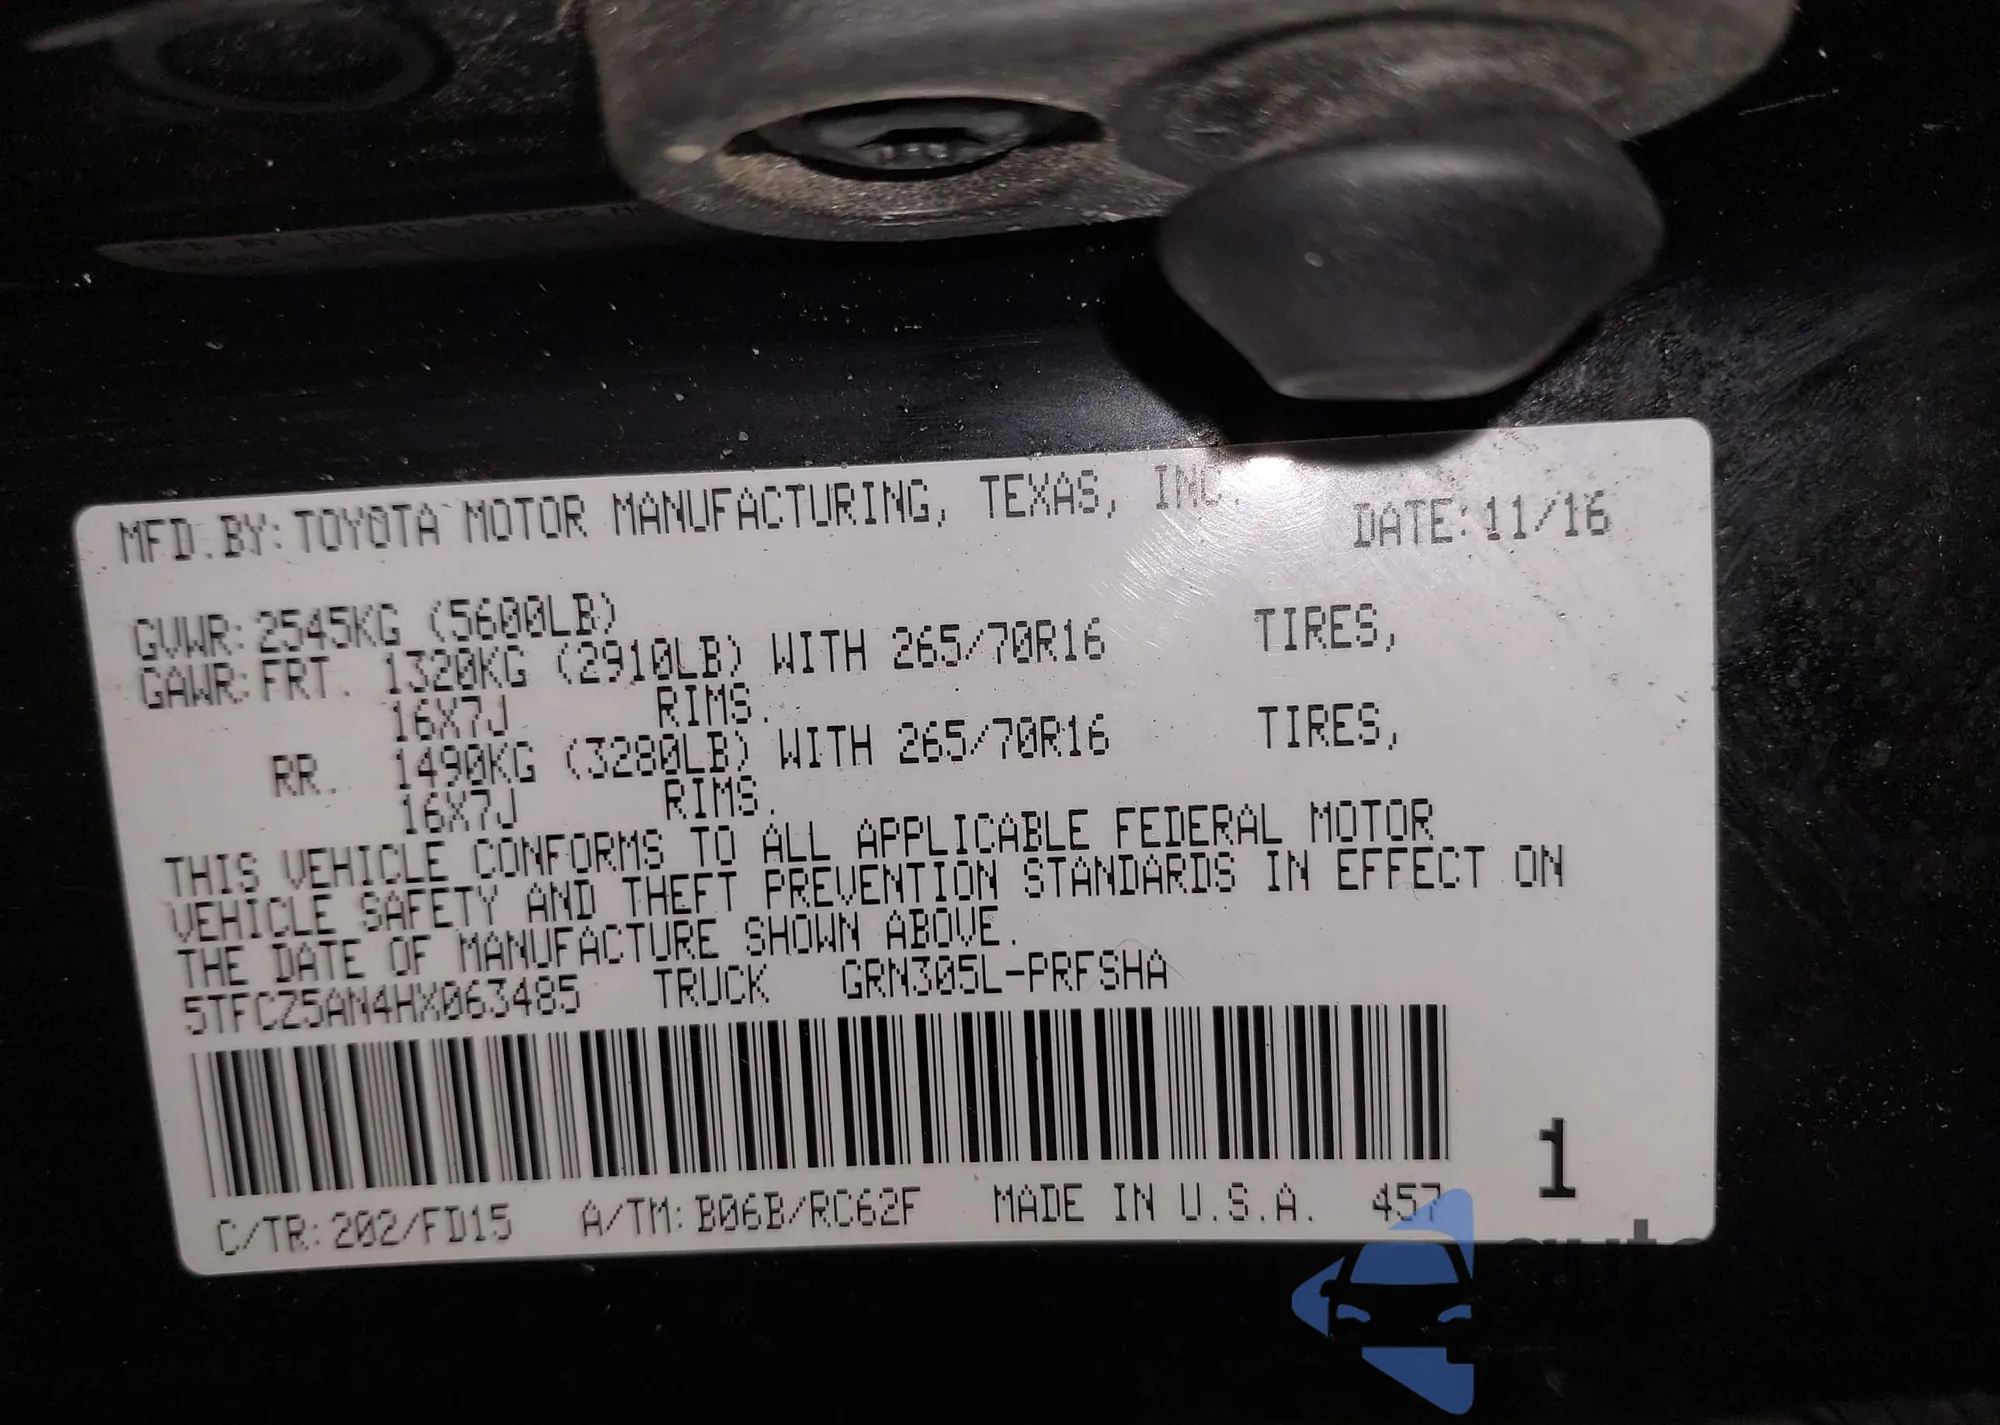 MFD.BY:TOYOTA MOTOR MANUFACTURING, TEXAS, INC. DATE:11/16
GVWR:2545KG (5600LB)
GAWR:FRT. 1320KG (2910LB) WITH 265/70R16 TIRES,
16X7J RIMS.
RR. 1490KG (3280LB) WITH 265/70R16 TIRES,
16X7J RIMS.
THIS VEHICLE CONFORMS TO ALL APPLICABLE FEDERAL MOTOR
VEHICLE SAFETY AND THEFT PREVENTION STANDARDS IN EFFECT ON
THE DATE OF MANUFACTURE SHOWN ABOVE.
5TFCZ5AN4HX063485 TRUCK GRN305L-PRFSHA
1
C/TR:202/FD15 A/TM:B06B/RC62F MADE IN U.S.A. 457